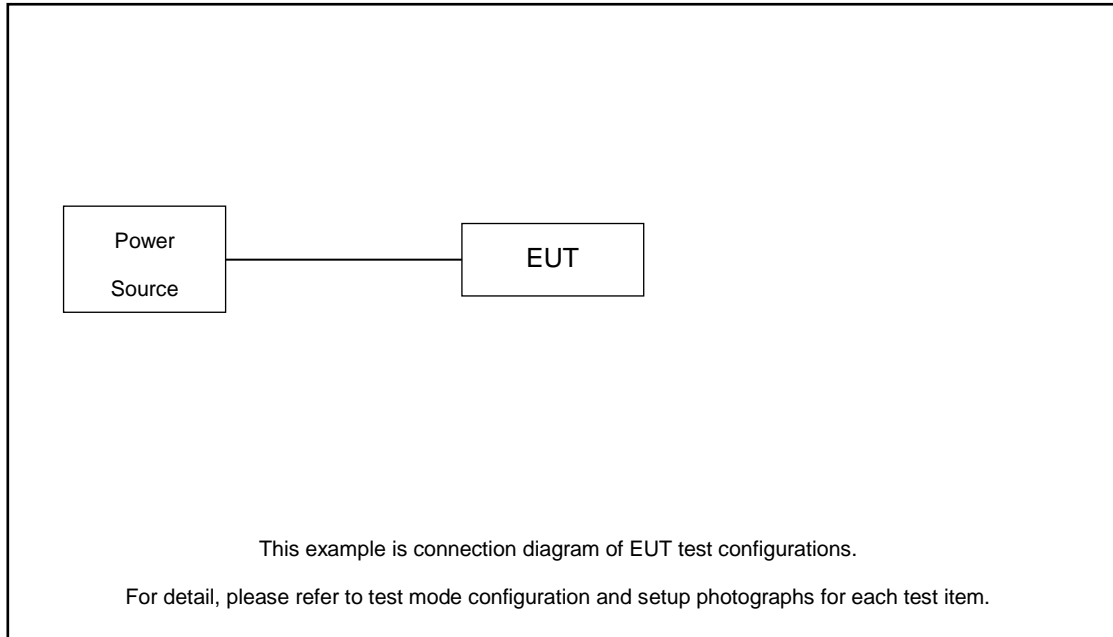 Power
Source
EUT
This example is connection diagram of EUT test configurations.
For detail, please refer to test mode configuration and setup photographs for each test item.